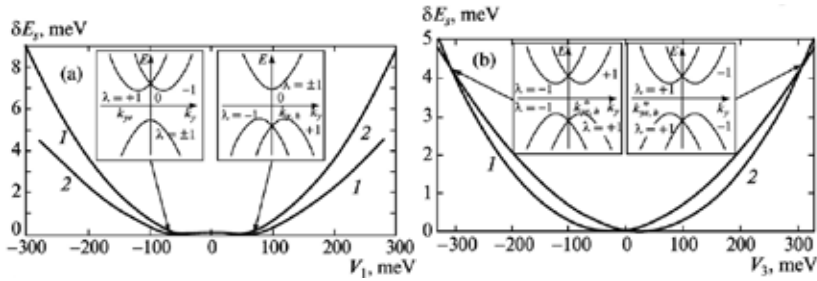 δE_s, meV
8
6
4
2
0
(a)
E
λ = +1
0
−1
k_ye
k_y
λ = ±1
E
λ = ±1
0
λ = −1
k_y
+1
1
2
2
1
−300
−200
−100
0
100
200
300
V_1, meV
δE_s, meV
5
4
3
2
1
0
(b)
E
λ = −1
+1
λ = −1
k_y
λ = +1
E
λ = +1
−1
k_y
λ = +1
−1
1
2
−300
−200
−100
0
100
200
300
V_3, meV